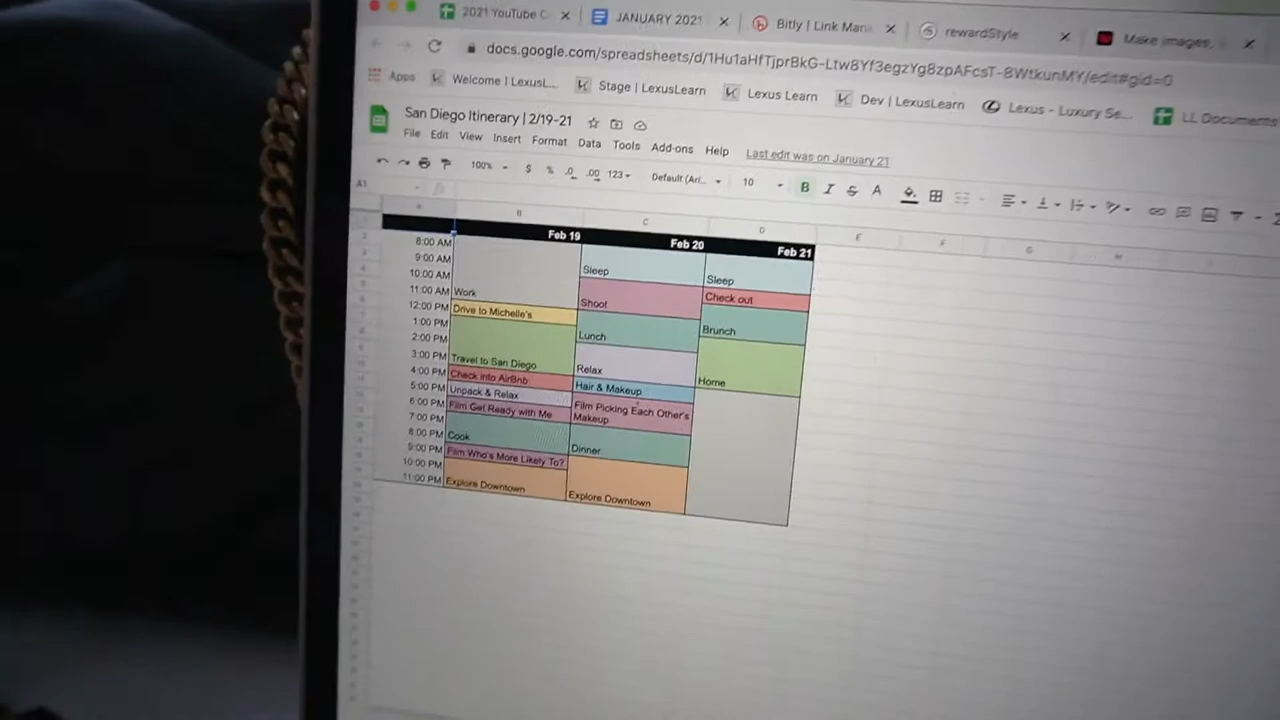 2021 YouTube C
JANUARY 2021
Bitly | Link Man
rewardStyle
Make images,
docs.google.com/spreadsheets/d/1Hu1aHfTjprBkG-Ltw8Yf3egzYg8zpAFcsT-8WtkunMY/edit#gid=0
Apps
Welcome | LexusL...
Stage | LexusLearn
Lexus Learn
Dev | LexusLearn
Lexus - Luxury Se...
LL Documents
San Diego Itinerary | 2/19-21
File Edit View Insert Format Data Tools Add-ons Help
Last edit was on January 21
100% $ % .0 .00 123 Default (Ari... 10 B I S A
A1
A B C D E F G H
Feb 19 Feb 20 Feb 21
8:00 AM
9:00 AM Sleep Sleep
10:00 AM
11:00 AM Work Shoot Check out
12:00 PM Drive to Michelle's
1:00 PM Lunch Brunch
2:00 PM
3:00 PM Travel to San Diego Relax Home
4:00 PM Check into AirBnb Hair & Makeup
5:00 PM Unpack & Relax
6:00 PM Film Get Ready with Me Film Picking Each Other's
Makeup
7:00 PM
8:00 PM Cook Dinner
9:00 PM Film Who's More Likely To?
10:00 PM
11:00 PM Explore Downtown Explore Downtown